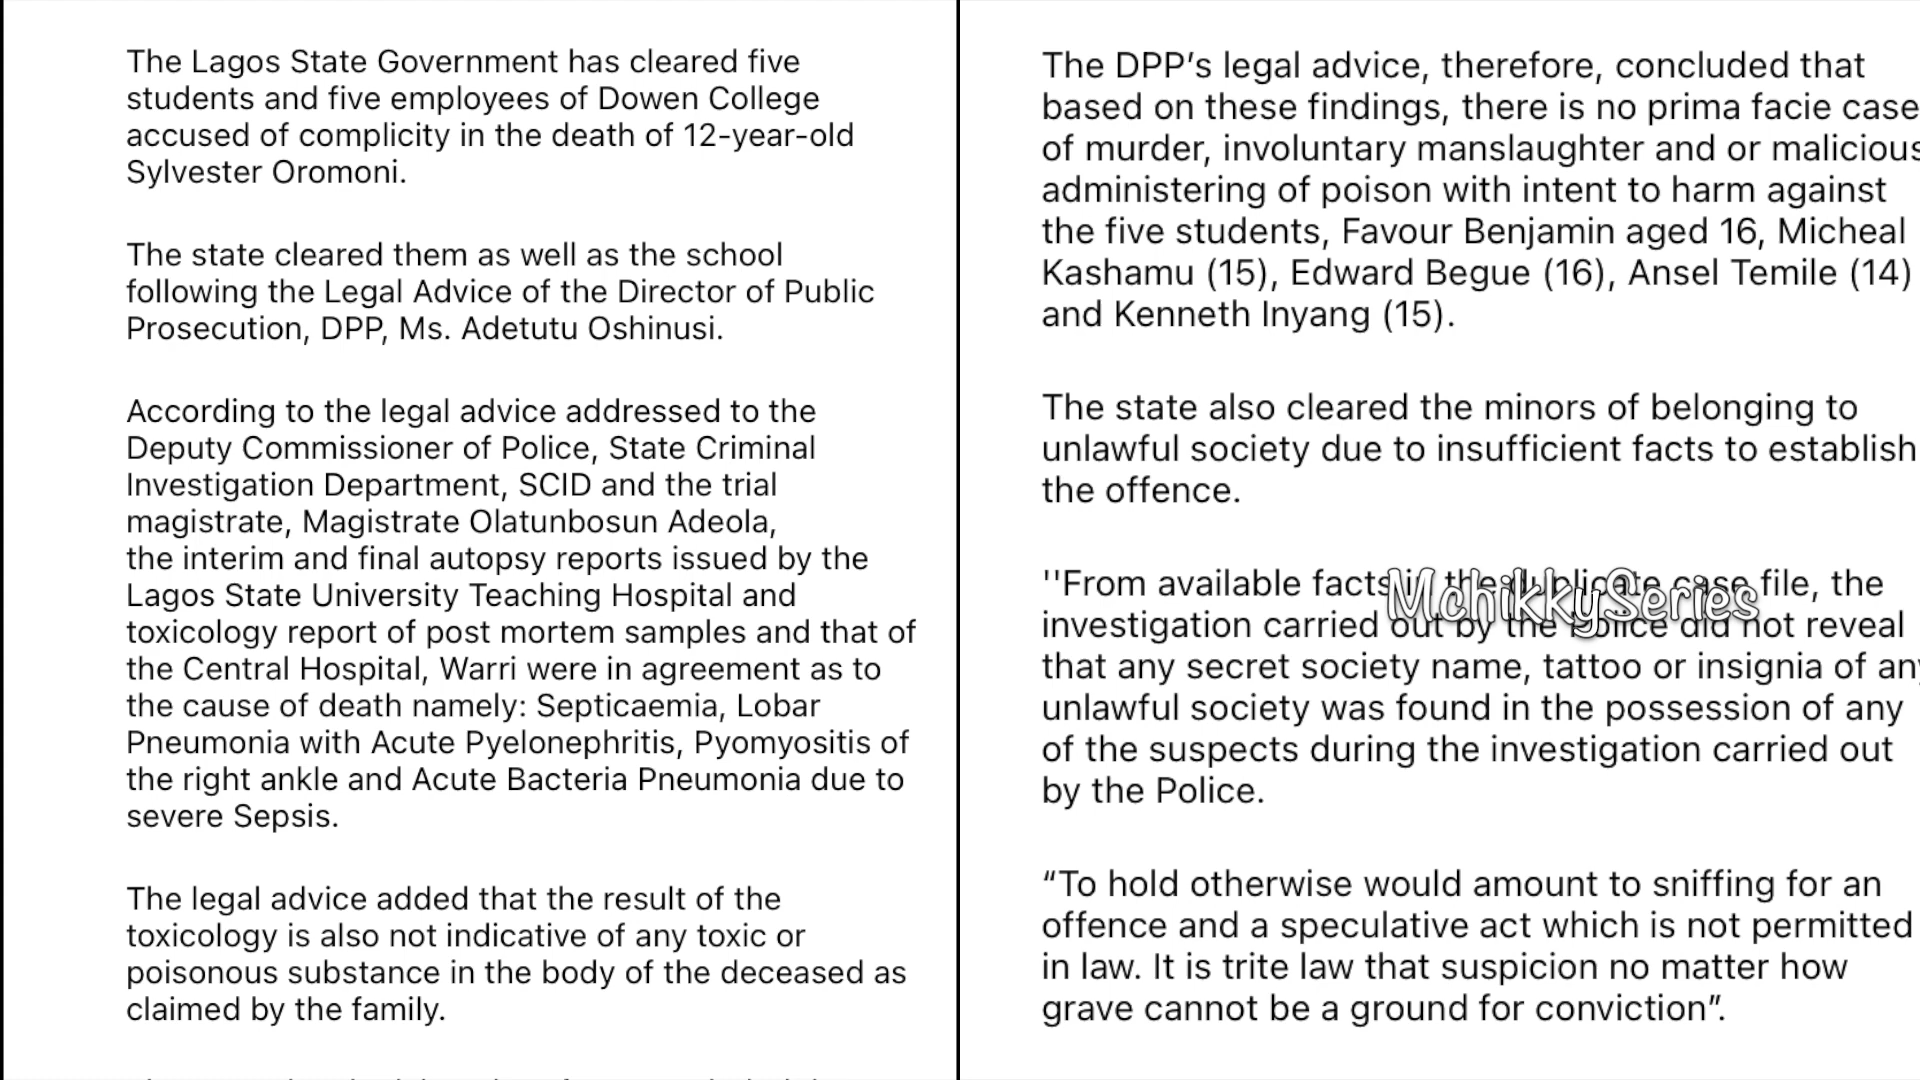 The Lagos State Government has cleared five
students and five employees of Dowen College
accused of complicity in the death of 12-year-old
Sylvester Oromoni.
The state cleared them as well as the school
following the Legal Advice of the Director of Public
Prosecution, DPP, Ms. Adetutu Oshinusi.
According to the legal advice addressed to the
Deputy Commissioner of Police, State Criminal
Investigation Department, SCID and the trial
magistrate, Magistrate Olatunbosun Adeola,
the interim and final autopsy reports issued by the
Lagos State University Teaching Hospital and
toxicology report of post mortem samples and that of
the Central Hospital, Warri were in agreement as to
the cause of death namely: Septicaemia, Lobar
Pneumonia with Acute Pyelonephritis, Pyomyositis of
the right ankle and Acute Bacteria Pneumonia due to
severe Sepsis.
The legal advice added that the result of the
toxicology is also not indicative of any toxic or
poisonous substance in the body of the deceased as
claimed by the family.
The DPP’s legal advice, therefore, concluded that
based on these findings, there is no prima facie case
of murder, involuntary manslaughter and or malicious
administering of poison with intent to harm against
the five students, Favour Benjamin aged 16, Micheal
Kashamu (15), Edward Begue (16), Ansel Temile (14)
and Kenneth Inyang (15).
The state also cleared the minors of belonging to
unlawful society due to insufficient facts to establish
the offence.
''From available facts in the duplicate case file, the
investigation carried out by the Police did not reveal
that any secret society name, tattoo or insignia of any
unlawful society was found in the possession of any
of the suspects during the investigation carried out
by the Police.
“To hold otherwise would amount to sniffing for an
offence and a speculative act which is not permitted
in law. It is trite law that suspicion no matter how
grave cannot be a ground for conviction”.
MchikkySeries